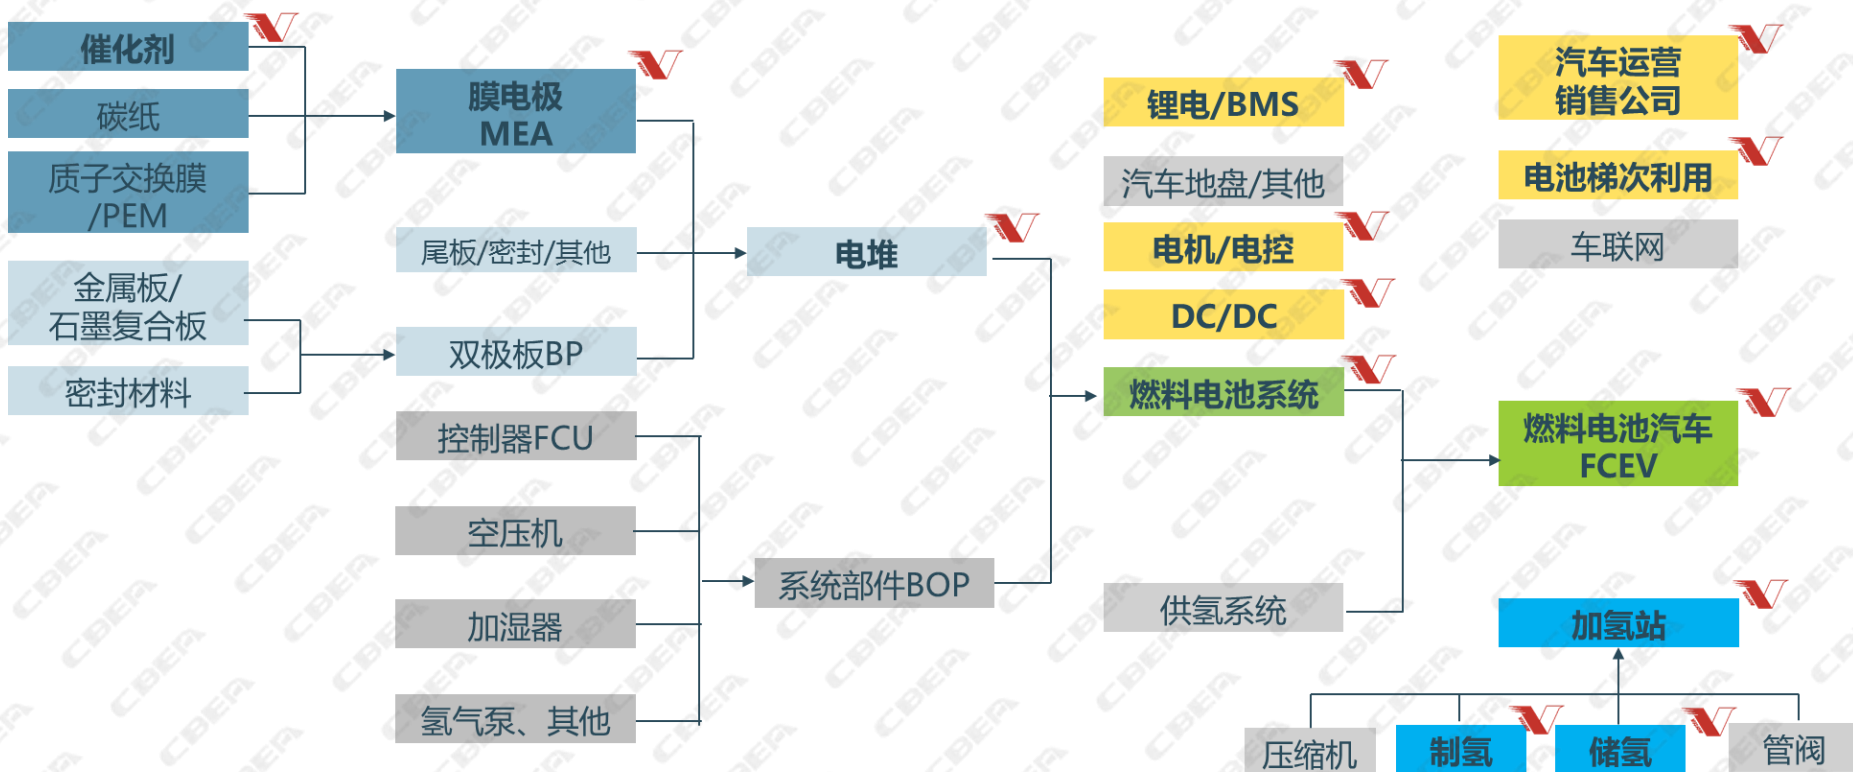 催化剂
碳纸
质子交换膜
/PEM
金属板/
石墨复合板
密封材料
膜电极
MEA
尾板/密封/其他
双极板BP
控制器FCU
空压机
加湿器
氢气泵、其他
电堆
系统部件BOP
锂电/BMS
汽车地盘/其他
电机/电控
DC/DC
燃料电池系统
供氢系统
汽车运营
销售公司
电池梯次利用
车联网
燃料电池汽车
FCEV
加氢站
压缩机
制氢
储氢
管阀
CBEA